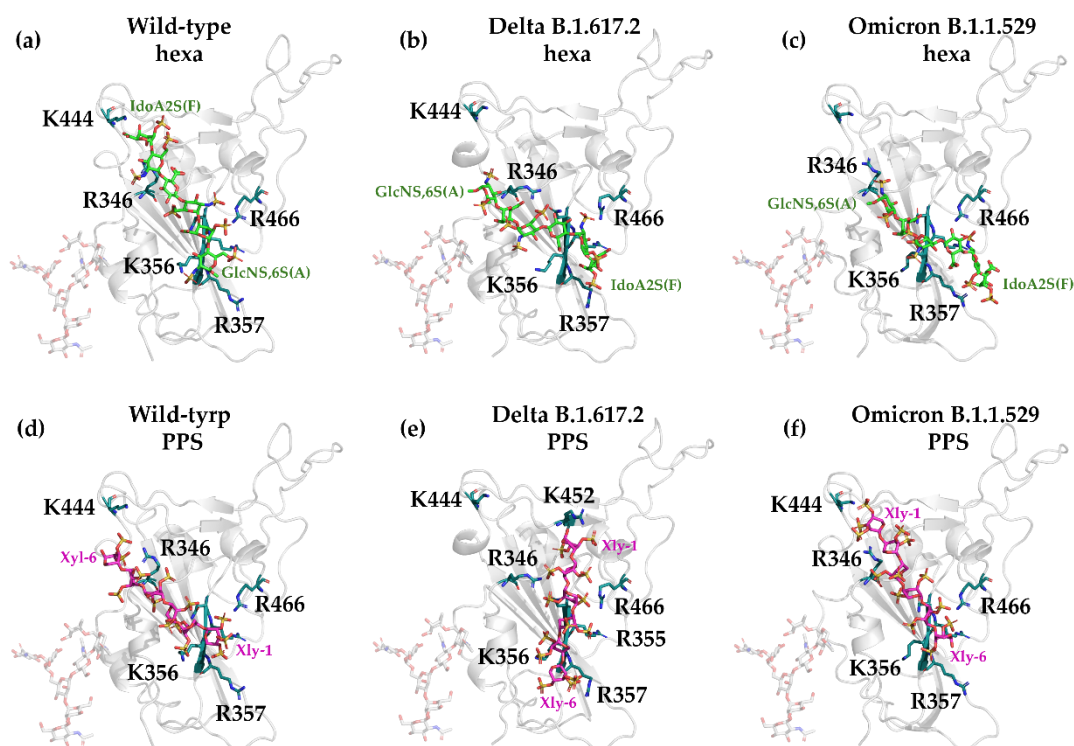 (a)
Wild-type
hexa
K444
IdoA2S(F)
R346
R466
K356
GlcNS,6S(A)
R357
(b)
Delta B.1.617.2
hexa
K444
R346
GlcNS,6S(A)
R466
K356
IdoA2S(F)
R357
(c)
Omicron B.1.1.529
hexa
R346
GlcNS,6S(A)
R466
IdoA2S(F)
R357
(d)
Wild-tyrp
PPS
K444
R346
Xyl-6
R466
Xly-1
K356
R357
(e)
Delta B.1.617.2
PPS
K444
K452
Xly-1
R346
R466
R355
K356
R357
Xly-6
(f)
Omicron B.1.1.529
PPS
K444
Xly-1
R346
R466
K356
Xly-6
R357